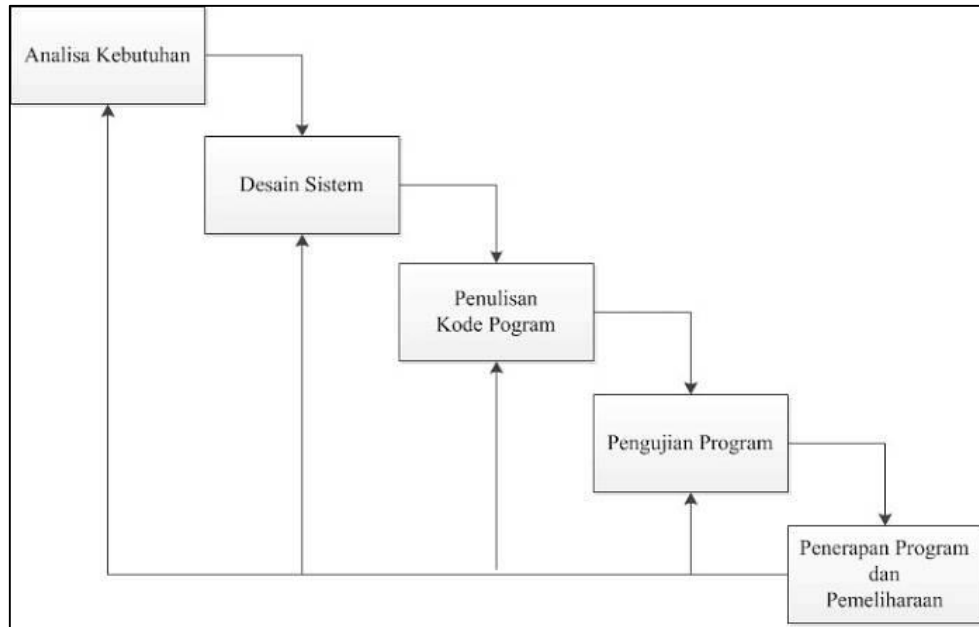 Analisa Kebutuhan
Desain Sistem
Penulisan
Kode Pogram
Pengujian Program
Penerapan Program
dan
Pemeliharaan